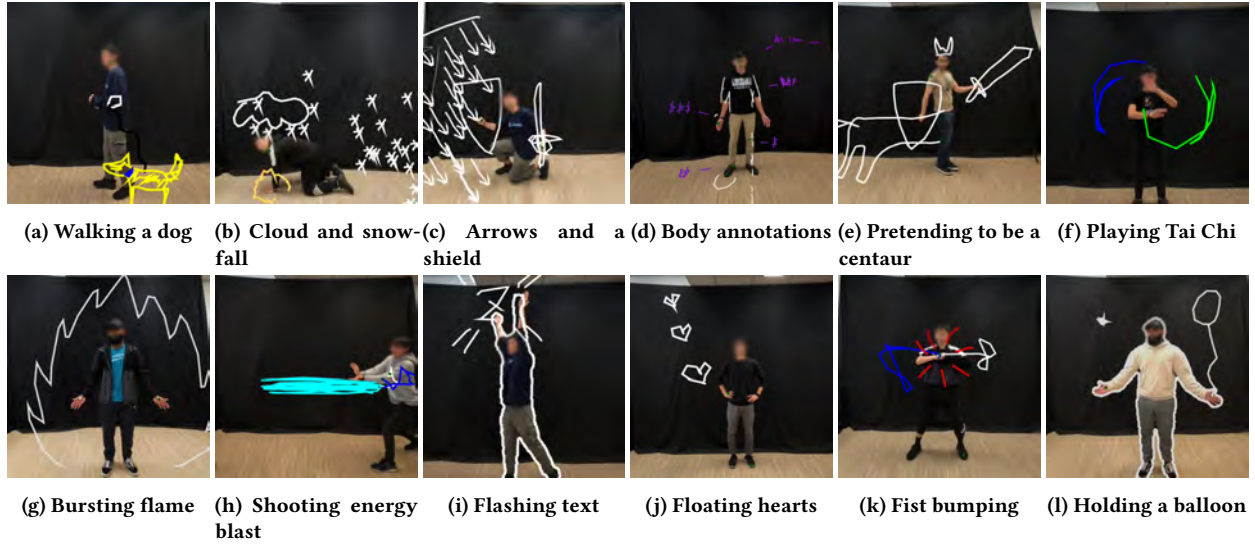 (a) Walking a dog
(b) Cloud and snow-
fall
(c) Arrows and a
shield
(d) Body annotations
(e) Pretending to be a
centaur
(f) Playing Tai Chi
(g) Bursting flame
(h) Shooting energy
blast
(i) Flashing text
(j) Floating hearts
(k) Fist bumping
(l) Holding a balloon